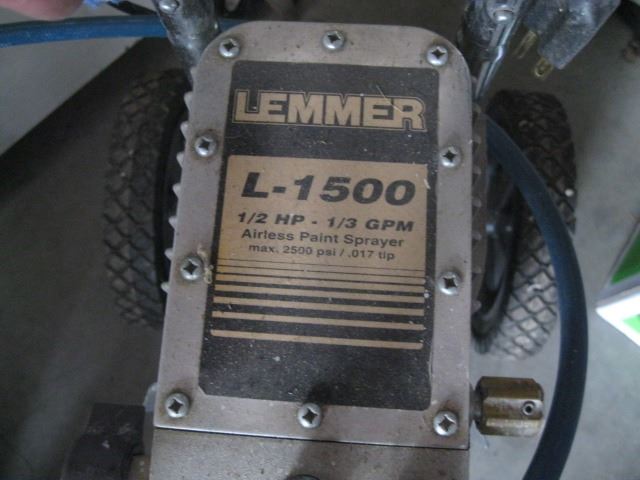 LEMMER
L-1500
1/2 HP - 1/3 GPM
Airless Paint Sprayer
max. 2500 psi / .017 tip